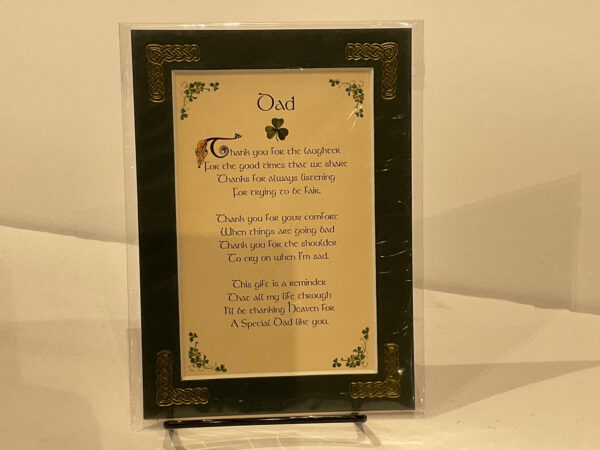 Dad
Thank you for the laughter
For the good times that we share
Thanks for always listening
For trying to be fair.
Thank you for your comfort
When things are going bad
Thank you for the shoulder
To cry on when I'm sad.
This gift is a reminder
That all my life through
I'll be thanking Heaven for
A Special Dad like you.